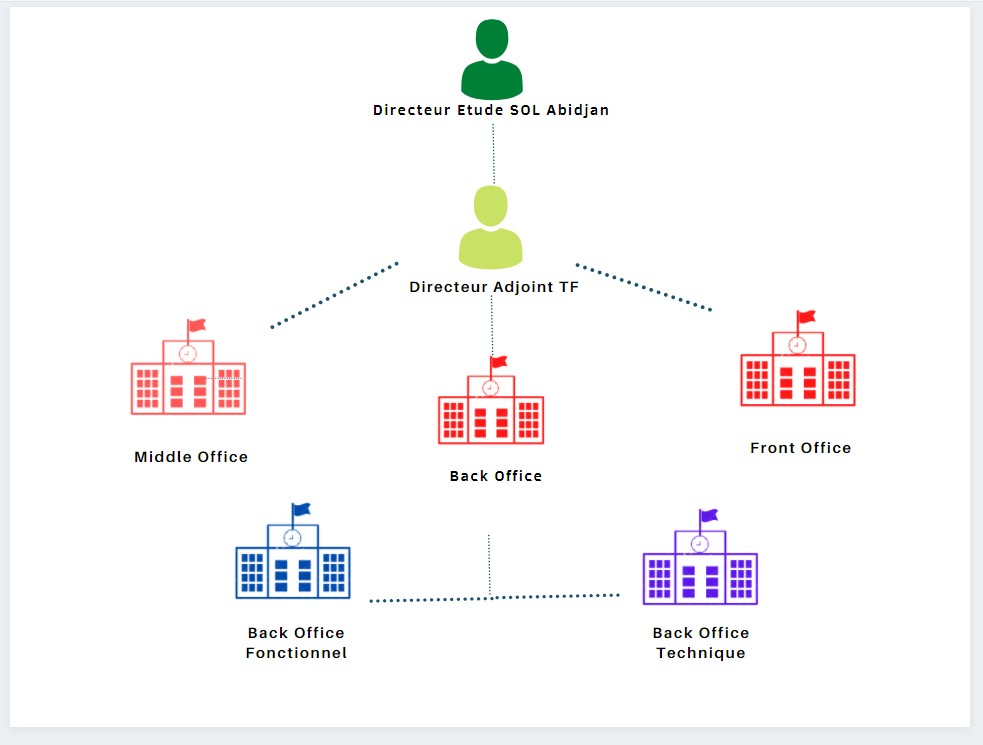 Directeur Etude SOL Abidjan
Directeur Adjoint TF
Middle Office
Back Office
Front Office
Back Office
Fonctionnel
Back Office
Technique